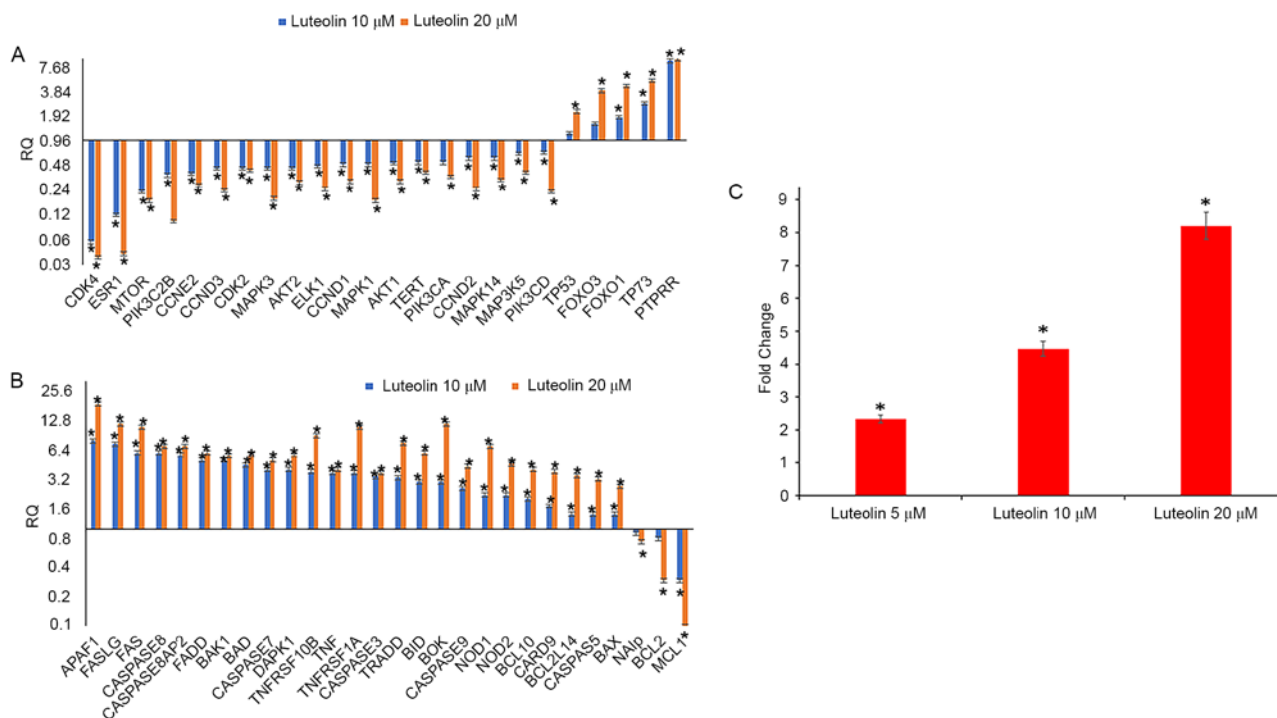 Luteolin 10 μM Luteolin 20 μM
A
RQ
7.68
3.84
1.92
0.96
0.48
0.24
0.12
0.06
0.03
CDK4 ESR1 MTOR PIK3C2B CCNE2 CCND3 CDK2 MAPK3 AKT2 ELK1 CCND1 MAPK1 AKT1 TERT PIK3CA CCND2 MAPK14 MAP3K5 PIK3CD TP53 FOXO3 FOXO1 TP73 PTPRR
B
Luteolin 10 μM Luteolin 20 μM
RQ
25.6
12.8
6.4
3.2
1.6
0.8
0.4
0.2
0.1
APAF1 FASLG FAS CASPASE8 CASPASE8AP2 FADD BAK1 BAD CASPASE7 DAPK1 TNFRSF10B TNF TNFRSF1A CASPASE3 TRADD BID BOK CASPASE9 NOD1 NOD2 BCL10 CARD9 BCL2L14 CASPAS5 BAX NAIp BCL2 MCL1
C
Fold Change
9
8
7
6
5
4
3
2
1
0
Luteolin 5 μM Luteolin 10 μM Luteolin 20 μM